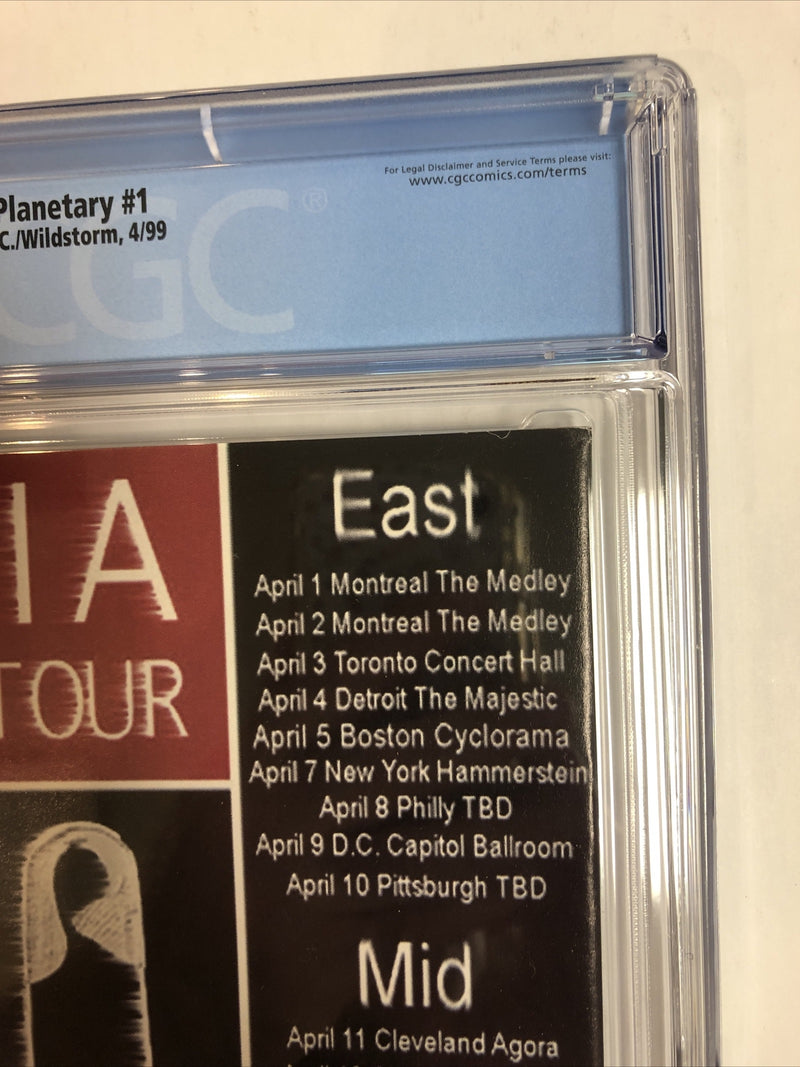 For Legal Disclaimer and Service Terms please visit:
www.cgccomics.com/terms
Planetary #1
C./Wildstorm, 4/99
CGC®
IA
TOUR
East
April 1 Montreal The Medley
April 2 Montreal The Medley
April 3 Toronto Concert Hall
April 4 Detroit The Majestic
April 5 Boston Cyclorama
April 7 New York Hammerstein
April 8 Philly TBD
April 9 D.C. Capitol Ballroom
April 10 Pittsburgh TBD
Mid
April 11 Cleveland Agora